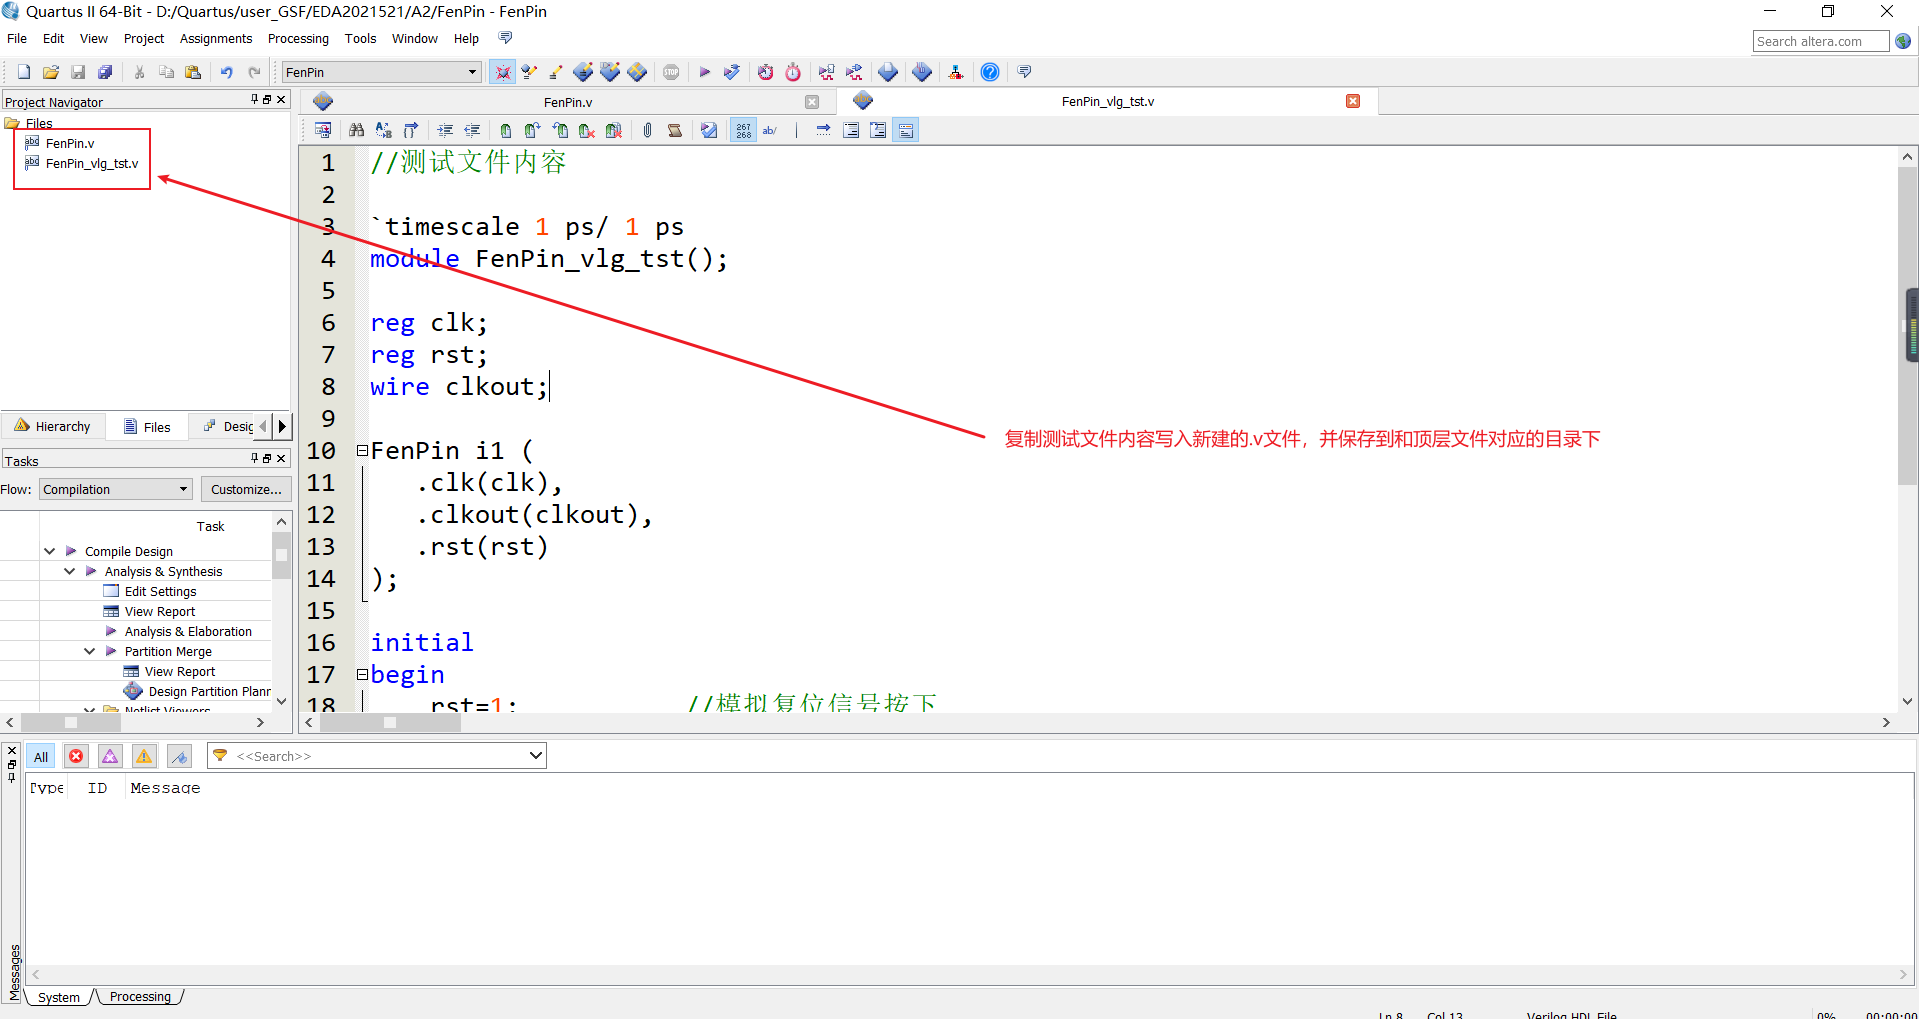 Quartus II 64-Bit - D:/Quartus/user_GSF/EDA2021521/A2/FenPin - FenPin
File Edit View Project Assignments Processing Tools Window Help
Search altera.com
FenPin
Project Navigator
Files
FenPin.v
FenPin_vlg_tst.v
Hierarchy Files Desig
Tasks
Flow: Compilation Customize...
Task
Compile Design
Analysis & Synthesis
Edit Settings
View Report
Analysis & Elaboration
Partition Merge
View Report
Design Partition Plann
Netlist Viewers
FenPin.v FenPin_vlg_tst.v
267
268
ab/
1 //测试文件内容
2
3 `timescale 1 ps/ 1 ps
4 module FenPin_vlg_tst();
5
6 reg clk;
7 reg rst;
8 wire clkout;
9
10 FenPin i1 (
11 .clk(clk),
12 .clkout(clkout),
13 .rst(rst)
14 );
15
16 initial
17 begin
18 rst=1; //模拟复位信号按下
复制测试文件内容写入新建的.v文件，并保存到和顶层文件对应的目录下
All <<Search>>
Type ID Message
Messages
System Processing
Ln 8 Col 13 Verilog HDL File 0% 00:00:00